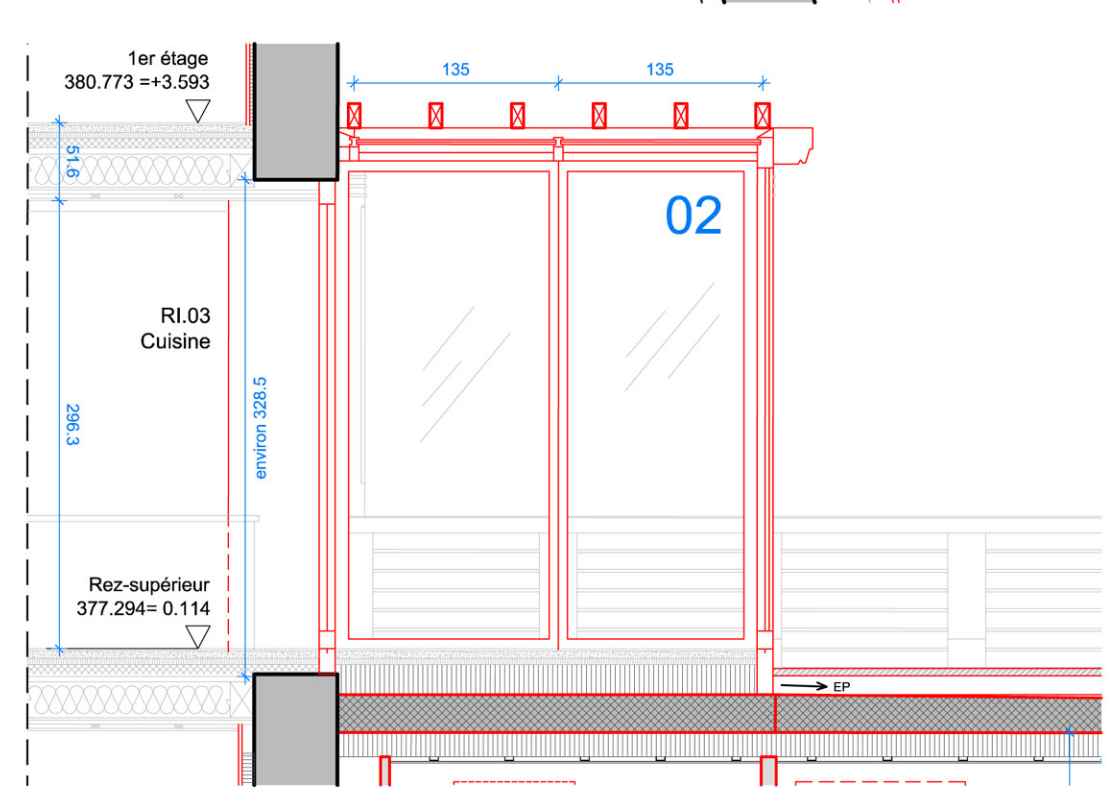 1er étage
380.773 =+3.593
135
135
51.6
02
RI.03
Cuisine
296.3
environ 328.5
Rez-supérieur
377.294= 0.114
EP